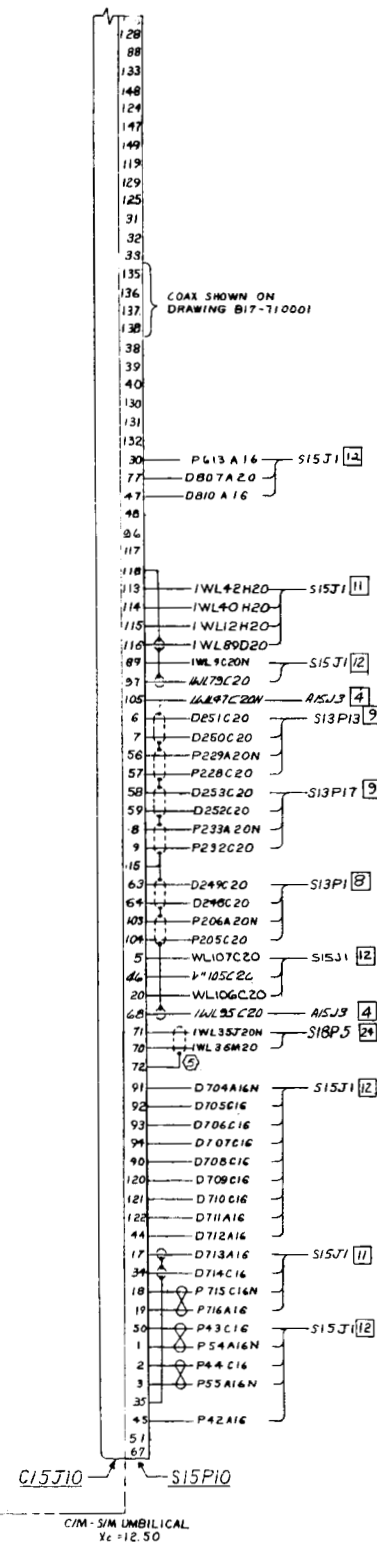 128
88
133
148
124
147
149
119
129
125
31
32
33
135
136
137
138
COAX SHOWN ON
DRAWING B17-710001
38
39
40
130
131
132
30 P613A16 S15J1 12
77 D807A20
47 D810A16
48
117
118
113 1WL42H20 S15J1 11
114 1WL40H20
115 1WL12H20
116 1WL89D20
89 1WL9C20N S15J1 12
97 1WL79C20
105 1WL47C20N A15J3 4
6 D251C20 S13P13 9
7 D250C20
56 P229A20N
57 P228C20
58 D253C20 S13P17 9
59 D252C20
8 P233A20N
9 P232C20
15
63 D249C20 S13P1 8
64 D248C20
103 P206A20N
104 P205C20
5 WL107C20 S15J1 12
46
20 WL106C20
68 1WL95C20 A15J3 4
71 1WL35J20N S18P5 24
70 1WL36M20
72 5
91 D704A16N S15J1 12
92 D705C16
93 D706C16
94 D707C16
90 D708C16
120 D709C16
121 D710C16
122 D711A16
44 D712A16
17 D713A16 S15J1 11
34 D714C16
18 P715C16N
19 P716A16
50 P43C16 S15J1 12
1 P54A16N
2 P44C16
3 P55A16N
35
45 P42A16
51
67
C15J10 S15P10
C/M - S/M UMBILICAL
Xc = 12.50